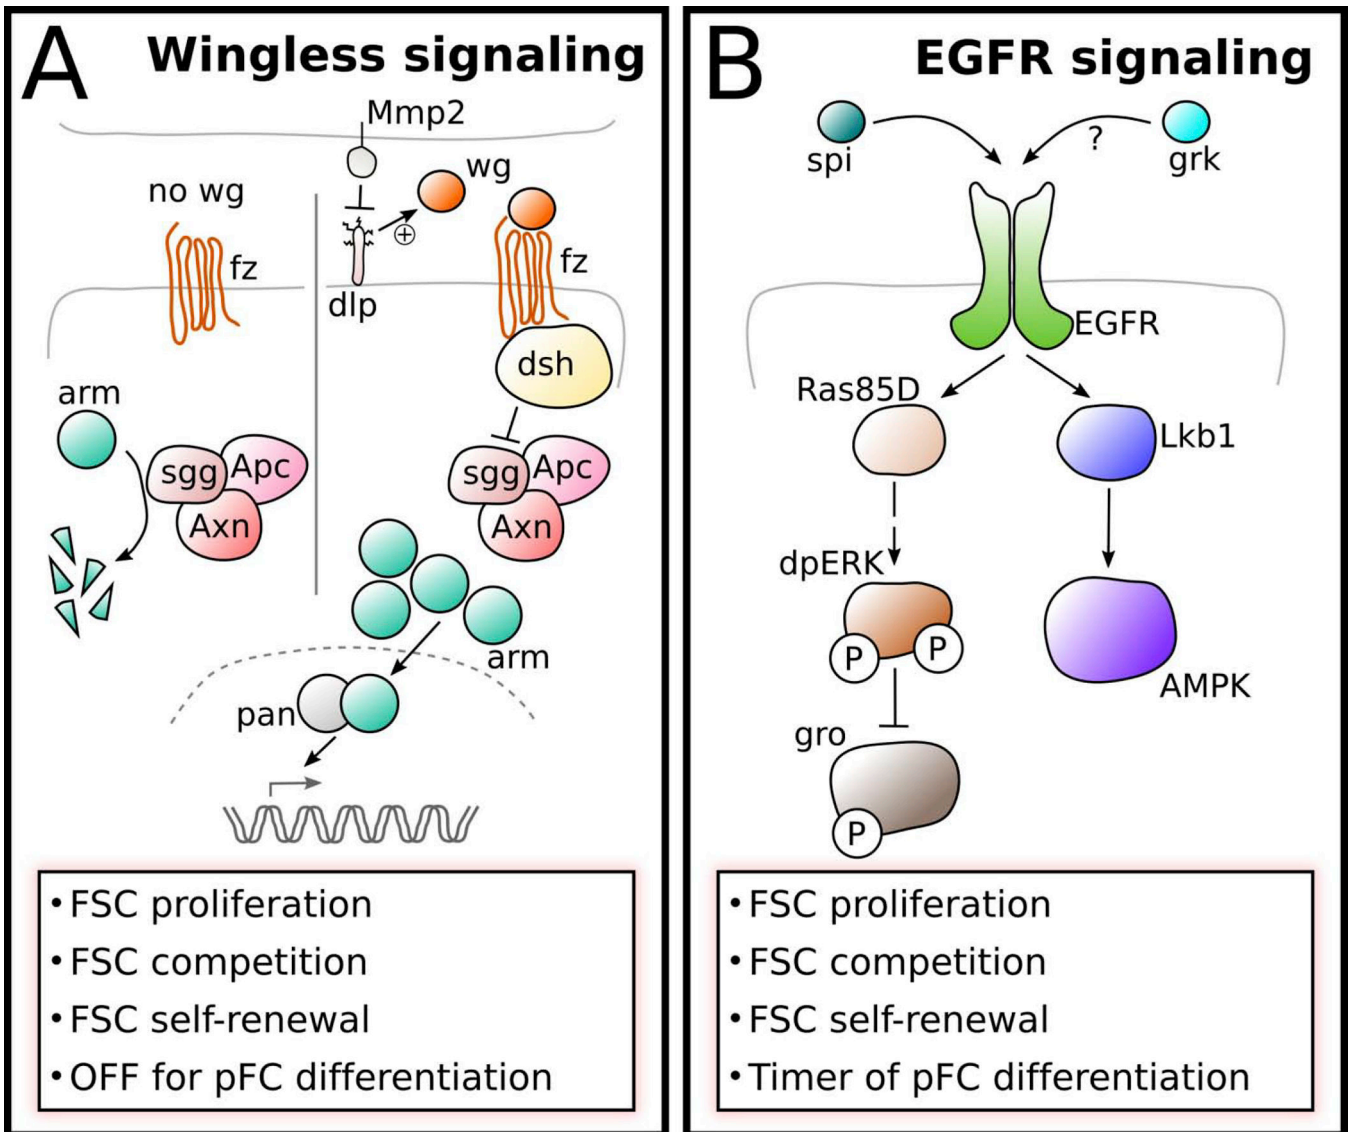 A
Wingless signaling
Mmp2
wg
no wg
fz
+
fz
dlp
dsh
arm
sgg
Apc
Axn
sgg
Apc
Axn
arm
pan
• FSC proliferation
• FSC competition
• FSC self-renewal
• OFF for pFC differentiation
B
EGFR signaling
spi
?
grk
EGFR
Ras85D
Lkb1
dpERK
P
P
AMPK
gro
P
• FSC proliferation
• FSC competition
• FSC self-renewal
• Timer of pFC differentiation